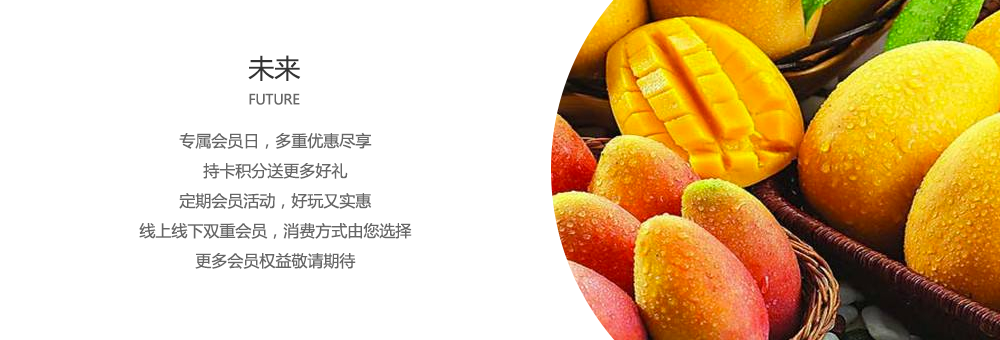 未来
FUTURE
专属会员日，多重优惠尽享
持卡积分送更多好礼
定期会员活动，好玩又实惠
线上线下双重会员，消费方式由您选择
更多会员权益敬请期待